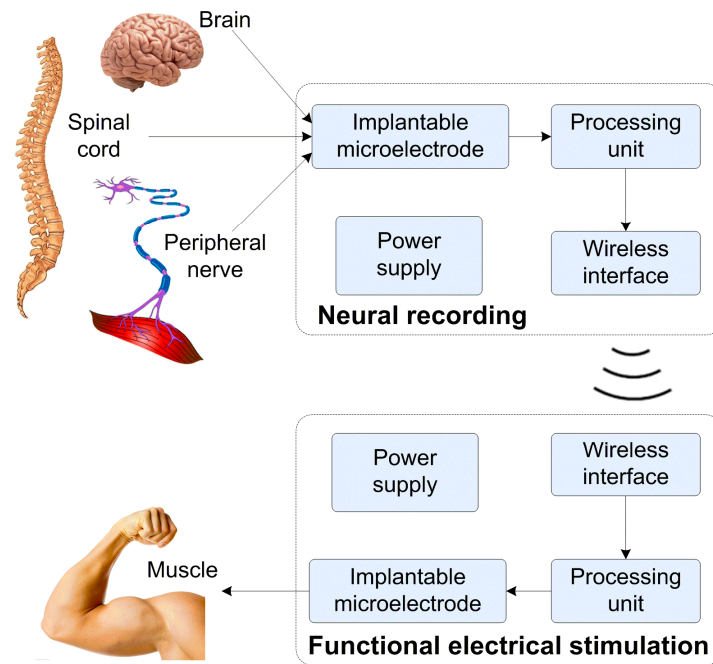 Brain
Spinal
cord
Peripheral
nerve
Implantable
microelectrode
Processing
unit
Power
supply
Wireless
interface
Neural recording
Power
supply
Wireless
interface
Muscle
Implantable
microelectrode
Processing
unit
Functional electrical stimulation